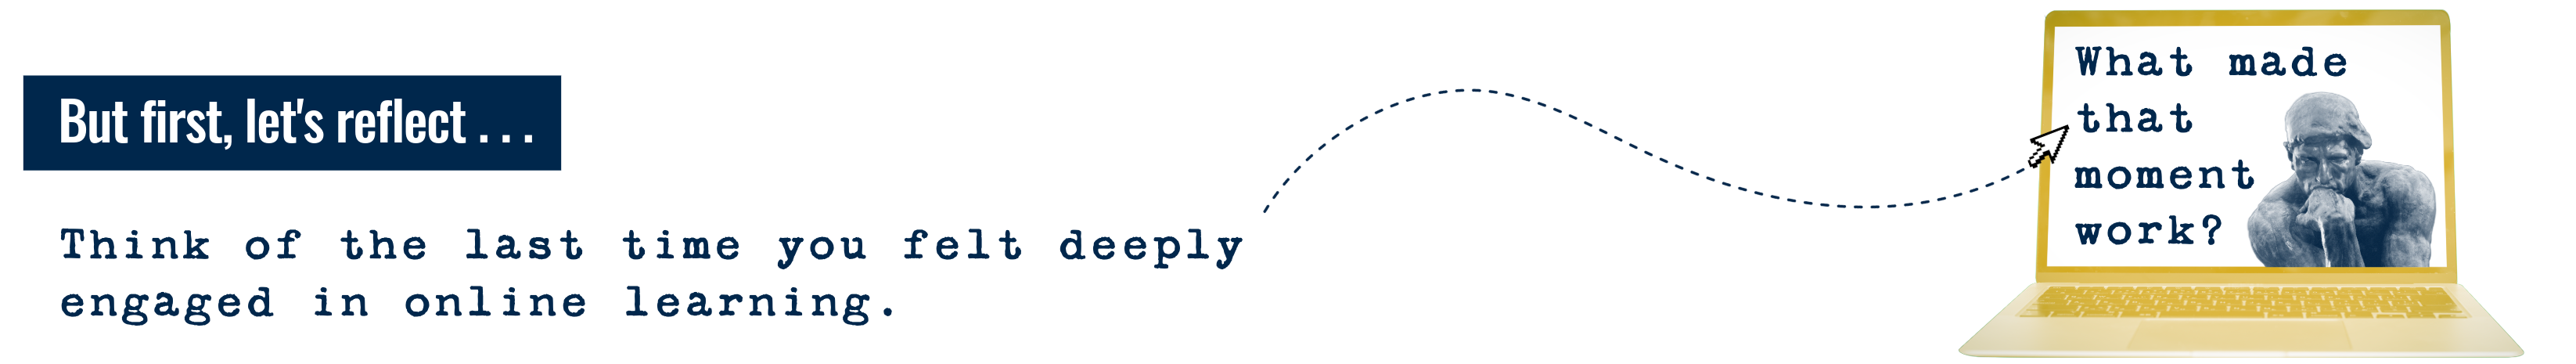 But first, let's reflect . . .
Think of the last time you felt deeply
engaged in online learning.
What made
that
moment
work?